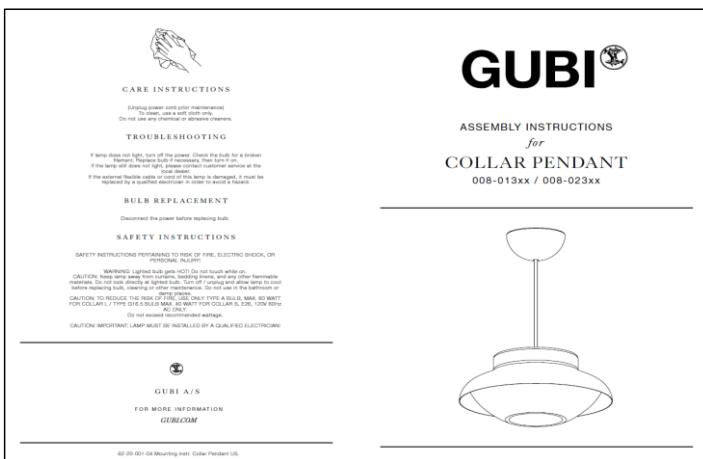 CARE INSTRUCTIONS
(Unplug power cord prior maintenance)
To clean, use a soft cloth only.
Do not use any chemical or abrasive cleaners.
TROUBLESHOOTING
If lamp does not light, turn off the power. Check the bulb for a broken
filament. Replace bulb if necessary, then turn it on.
If the lamp still does not light, please contact customer service at the
local dealer.
If the external flexible cable or cord of this lamp is damaged, it must be
replaced by a qualified electrician in order to avoid a hazard.
BULB REPLACEMENT
Disconnect the power before replacing bulb.
SAFETY INSTRUCTIONS
SAFETY INSTRUCTIONS PERTAINING TO RISK OF FIRE, ELECTRIC SHOCK, OR
PERSONAL INJURY!
WARNING: Lighted bulb gets HOT! Do not touch while on.
CAUTION: Keep lamp away from curtains, bedding linens, and any other flammable
materials. Do not look directly at lighted bulb. Turn off / unplug and allow lamp to cool
before replacing bulb, cleaning or other maintenance. Do not use in the bathroom or
damp places.
CAUTION: TO REDUCE THE RISK OF FIRE, USE ONLY TYPE A BULB, MAX. 60 WATT
FOR COLLAR L / TYPE G16.5 BULB MAX. 40 WATT FOR COLLAR S, E26, 120V 60Hz
AC ONLY.
Do not exceed recommended wattage.
CAUTION! IMPORTANT: LAMP MUST BE INSTALLED BY A QUALIFIED ELECTRICIAN!
GUBI A/S
FOR MORE INFORMATION
GUBI.COM
62-20-001-04 Mounting instr. Collar Pendant US.
GUBI
ASSEMBLY INSTRUCTIONS
for
COLLAR PENDANT
008-013xx / 008-023xx